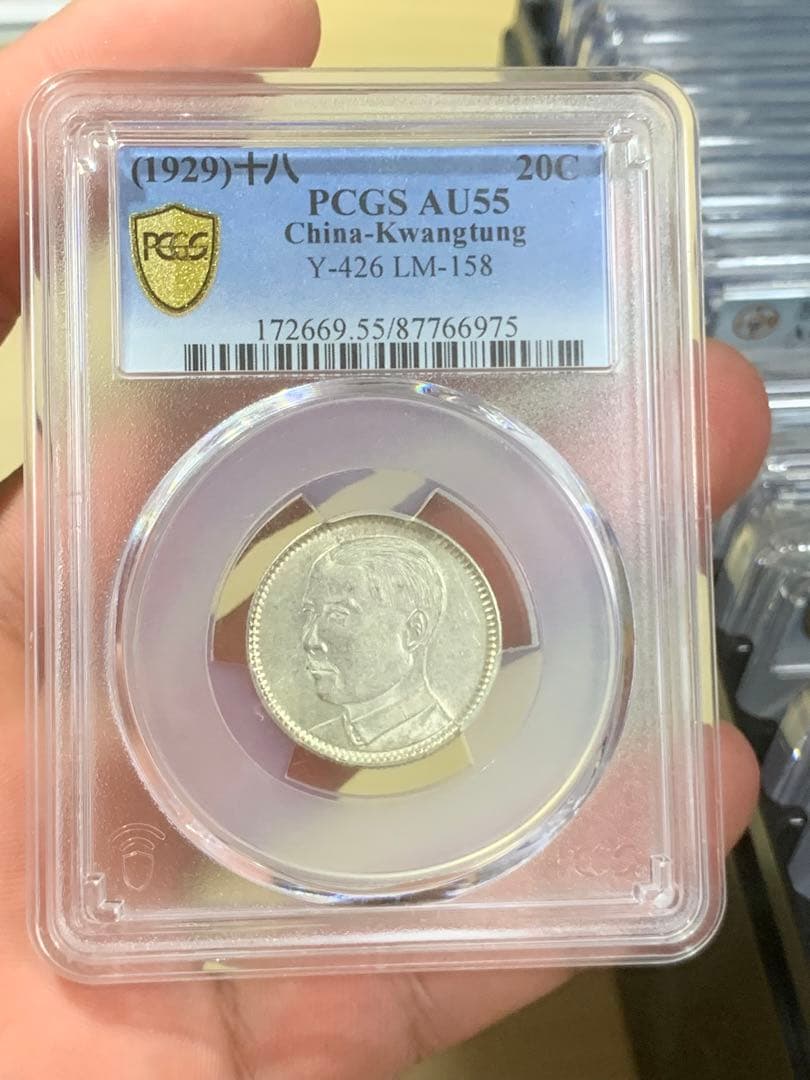 (1929)十八 20C
PCGS AU55
China-Kwangtung
Y-426 LM-158
172669.55/87766975
PCGS